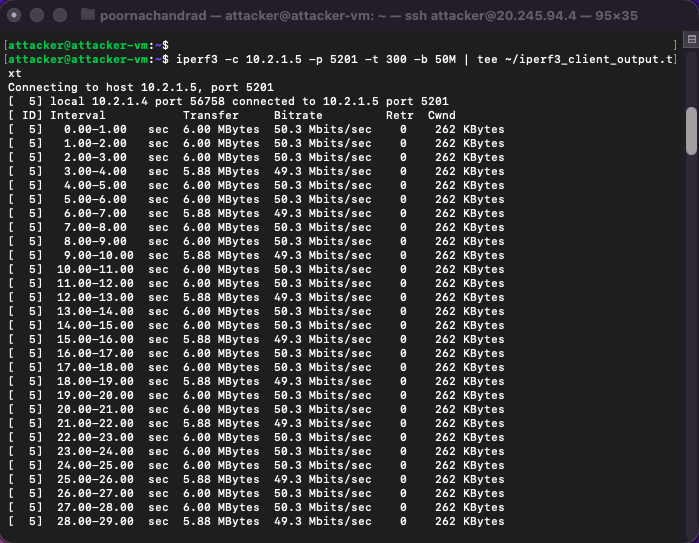 poornachandrad — attacker@attacker-vm: ~ — ssh attacker@20.245.94.4 — 95×35
[attacker@attacker-vm:~$ ]
[attacker@attacker-vm:~$ iperf3 -c 10.2.1.5 -p 5201 -t 300 -b 50M | tee ~/iperf3_client_output.t]
xt
Connecting to host 10.2.1.5, port 5201
[  5] local 10.2.1.4 port 56758 connected to 10.2.1.5 port 5201
[ ID] Interval           Transfer     Bitrate         Retr  Cwnd
[  5]   0.00-1.00   sec  6.00 MBytes  50.3 Mbits/sec    0    262 KBytes
[  5]   1.00-2.00   sec  6.00 MBytes  50.3 Mbits/sec    0    262 KBytes
[  5]   2.00-3.00   sec  6.00 MBytes  50.3 Mbits/sec    0    262 KBytes
[  5]   3.00-4.00   sec  5.88 MBytes  49.3 Mbits/sec    0    262 KBytes
[  5]   4.00-5.00   sec  6.00 MBytes  50.3 Mbits/sec    0    262 KBytes
[  5]   5.00-6.00   sec  6.00 MBytes  50.3 Mbits/sec    0    262 KBytes
[  5]   6.00-7.00   sec  5.88 MBytes  49.3 Mbits/sec    0    262 KBytes
[  5]   7.00-8.00   sec  6.00 MBytes  50.3 Mbits/sec    0    262 KBytes
[  5]   8.00-9.00   sec  6.00 MBytes  50.3 Mbits/sec    0    262 KBytes
[  5]   9.00-10.00  sec  5.88 MBytes  49.3 Mbits/sec    0    262 KBytes
[  5]  10.00-11.00  sec  6.00 MBytes  50.3 Mbits/sec    0    262 KBytes
[  5]  11.00-12.00  sec  6.00 MBytes  50.3 Mbits/sec    0    262 KBytes
[  5]  12.00-13.00  sec  5.88 MBytes  49.3 Mbits/sec    0    262 KBytes
[  5]  13.00-14.00  sec  6.00 MBytes  50.3 Mbits/sec    0    262 KBytes
[  5]  14.00-15.00  sec  6.00 MBytes  50.3 Mbits/sec    0    262 KBytes
[  5]  15.00-16.00  sec  5.88 MBytes  49.3 Mbits/sec    0    262 KBytes
[  5]  16.00-17.00  sec  6.00 MBytes  50.3 Mbits/sec    0    262 KBytes
[  5]  17.00-18.00  sec  6.00 MBytes  50.3 Mbits/sec    0    262 KBytes
[  5]  18.00-19.00  sec  5.88 MBytes  49.3 Mbits/sec    0    262 KBytes
[  5]  19.00-20.00  sec  6.00 MBytes  50.3 Mbits/sec    0    262 KBytes
[  5]  20.00-21.00  sec  6.00 MBytes  50.3 Mbits/sec    0    262 KBytes
[  5]  21.00-22.00  sec  5.88 MBytes  49.3 Mbits/sec    0    262 KBytes
[  5]  22.00-23.00  sec  6.00 MBytes  50.3 Mbits/sec    0    262 KBytes
[  5]  23.00-24.00  sec  6.00 MBytes  50.3 Mbits/sec    0    262 KBytes
[  5]  24.00-25.00  sec  6.00 MBytes  50.3 Mbits/sec    0    262 KBytes
[  5]  25.00-26.00  sec  5.88 MBytes  49.3 Mbits/sec    0    262 KBytes
[  5]  26.00-27.00  sec  6.00 MBytes  50.3 Mbits/sec    0    262 KBytes
[  5]  27.00-28.00  sec  6.00 MBytes  50.3 Mbits/sec    0    262 KBytes
[  5]  28.00-29.00  sec  5.88 MBytes  49.3 Mbits/sec    0    262 KBytes